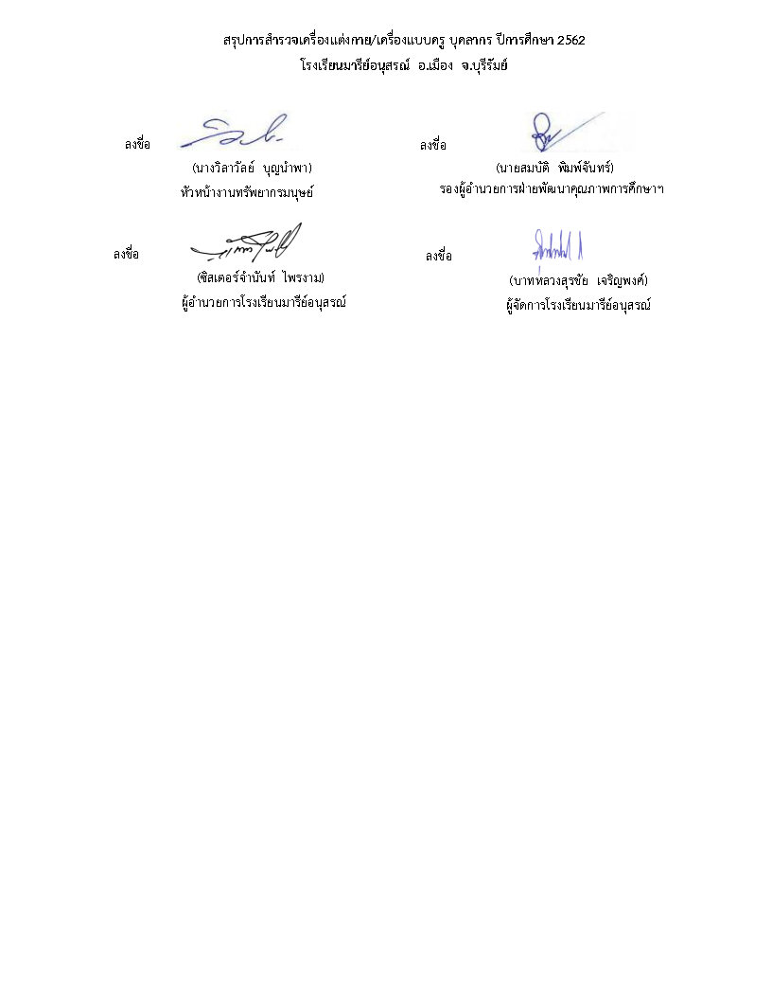 สรุปการสำรวจเครื่องแต่งกาย/เครื่องแบบครู บุคลากร ปีการศึกษา 2562
โรงเรียนมารีย์อนุสรณ์ อ.เมือง จ.บุรีรัมย์
ลงชื่อ
(นางวิลาวัลย์ บุญนำพา)
หัวหน้างานทรัพยากรมนุษย์
ลงชื่อ
(นายสมบัติ พิมพ์จันทร์)
รองผู้อำนวยการฝ่ายพัฒนาคุณภาพการศึกษาฯ
ลงชื่อ
(ซิสเตอร์จำนันท์ ไพรงาม)
ผู้อำนวยการโรงเรียนมารีย์อนุสรณ์
ลงชื่อ
(บาทหลวงสุรชัย เจริญพงศ์)
ผู้จัดการโรงเรียนมารีย์อนุสรณ์